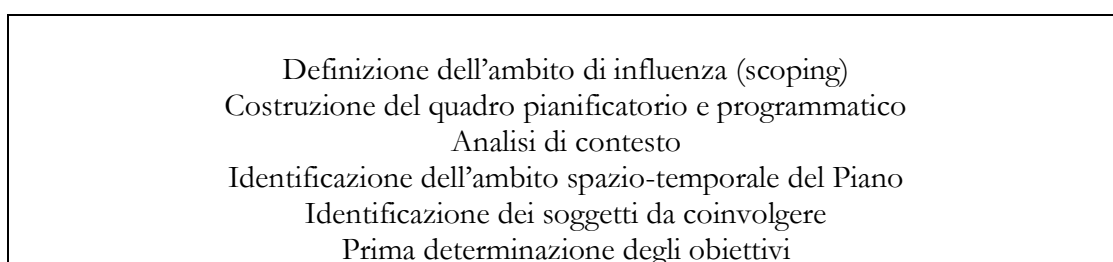 Definizione dell’ambito di influenza (scoping)
Costruzione del quadro pianificatorio e programmatico
Analisi di contesto
Identificazione dell’ambito spazio-temporale del Piano
Identificazione dei soggetti da coinvolgere
Prima determinazione degli obiettivi